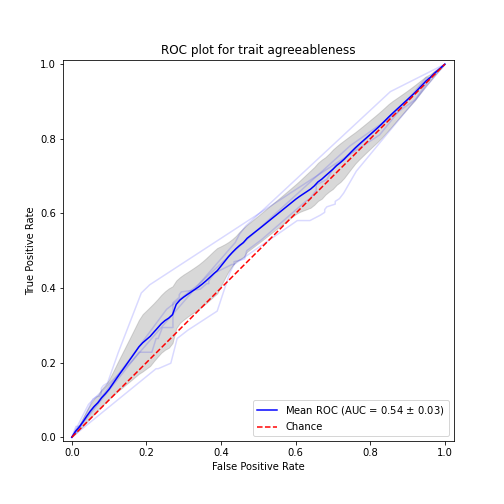 ROC plot for trait agreeableness
True Positive Rate
1.0
0.8
0.6
0.4
0.2
0.0
0.0 0.2 0.4 0.6 0.8 1.0
False Positive Rate
Mean ROC (AUC = 0.54 ± 0.03)
Chance